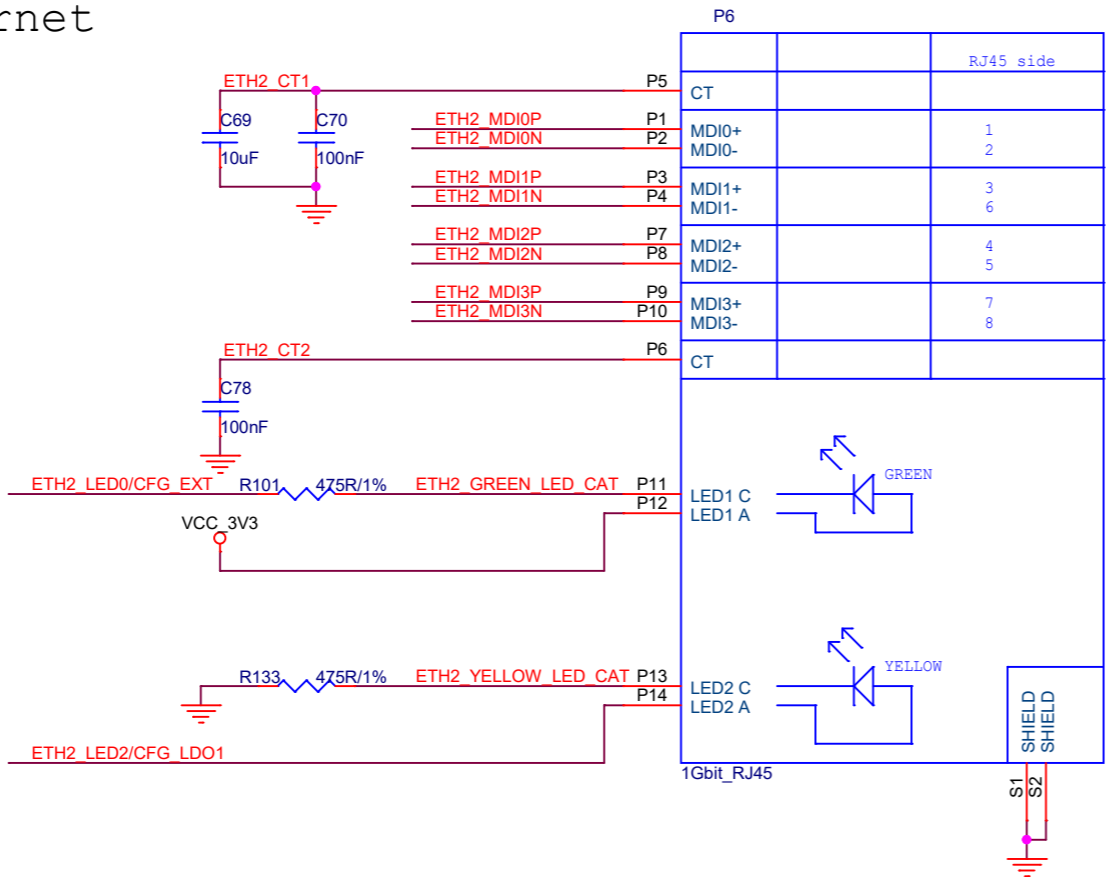 rnet
P6
RJ45 side
ETH2_CT1 P5 CT
C69 C70
10uF 100nF
ETH2_MDI0P P1 MDI0+ 1
ETH2_MDI0N P2 MDI0- 2
ETH2_MDI1P P3 MDI1+ 3
ETH2_MDI1N P4 MDI1- 6
ETH2_MDI2P P7 MDI2+ 4
ETH2_MDI2N P8 MDI2- 5
ETH2_MDI3P P9 MDI3+ 7
ETH2_MDI3N P10 MDI3- 8
ETH2_CT2 P6 CT
C78
100nF
GREEN
ETH2_LED0/CFG_EXT R101 475R/1% ETH2_GREEN_LED_CAT P11 LED1 C
P12 LED1 A
VCC_3V3
YELLOW
R133 475R/1% ETH2_YELLOW_LED_CAT P13 LED2 C
P14 LED2 A
ETH2_LED2/CFG_LDO1
SHIELD
SHIELD
1Gbit_RJ45
S1
S2